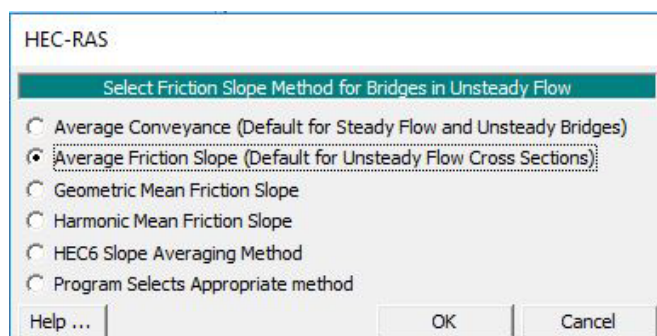 HEC-RAS
Select Friction Slope Method for Bridges in Unsteady Flow
Average Conveyance (Default for Steady Flow and Unsteady Bridges)
Average Friction Slope (Default for Unsteady Flow Cross Sections)
Geometric Mean Friction Slope
Harmonic Mean Friction Slope
HEC6 Slope Averaging Method
Program Selects Appropriate method
Help ... OK Cancel